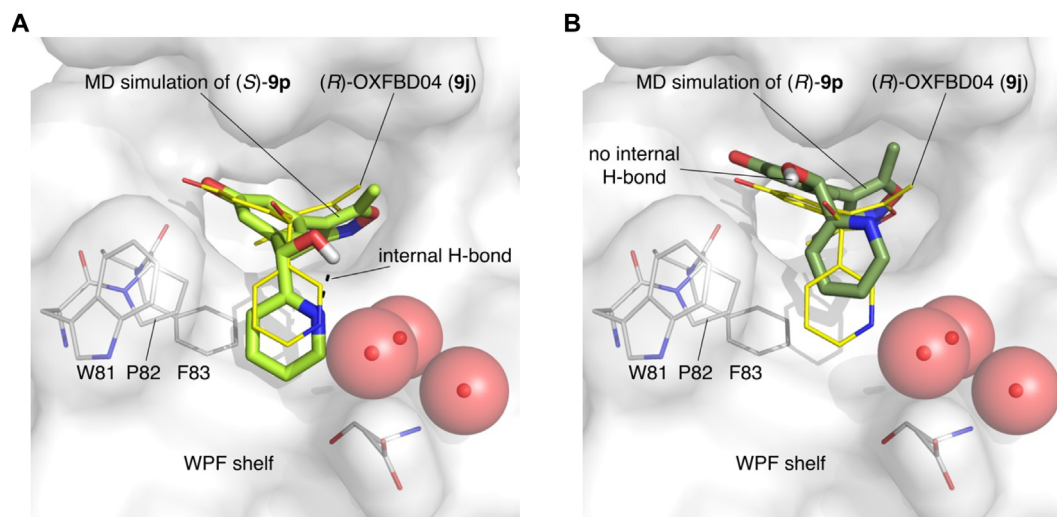 A
MD simulation of (S)-9p (R)-OXFBD04 (9j)
internal H-bond
W81 P82 F83
WPF shelf
B
MD simulation of (R)-9p (R)-OXFBD04 (9j)
no internal
H-bond
W81 P82 F83
WPF shelf